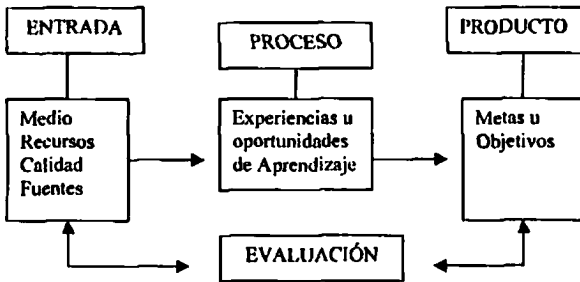 ENTRADA
PROCESO
PRODUCTO
Medio
Recursos
Calidad
Fuentes
Experiencias u
oportunidades
de Aprendizaje
Metas u
Objetivos
EVALUACIÓN